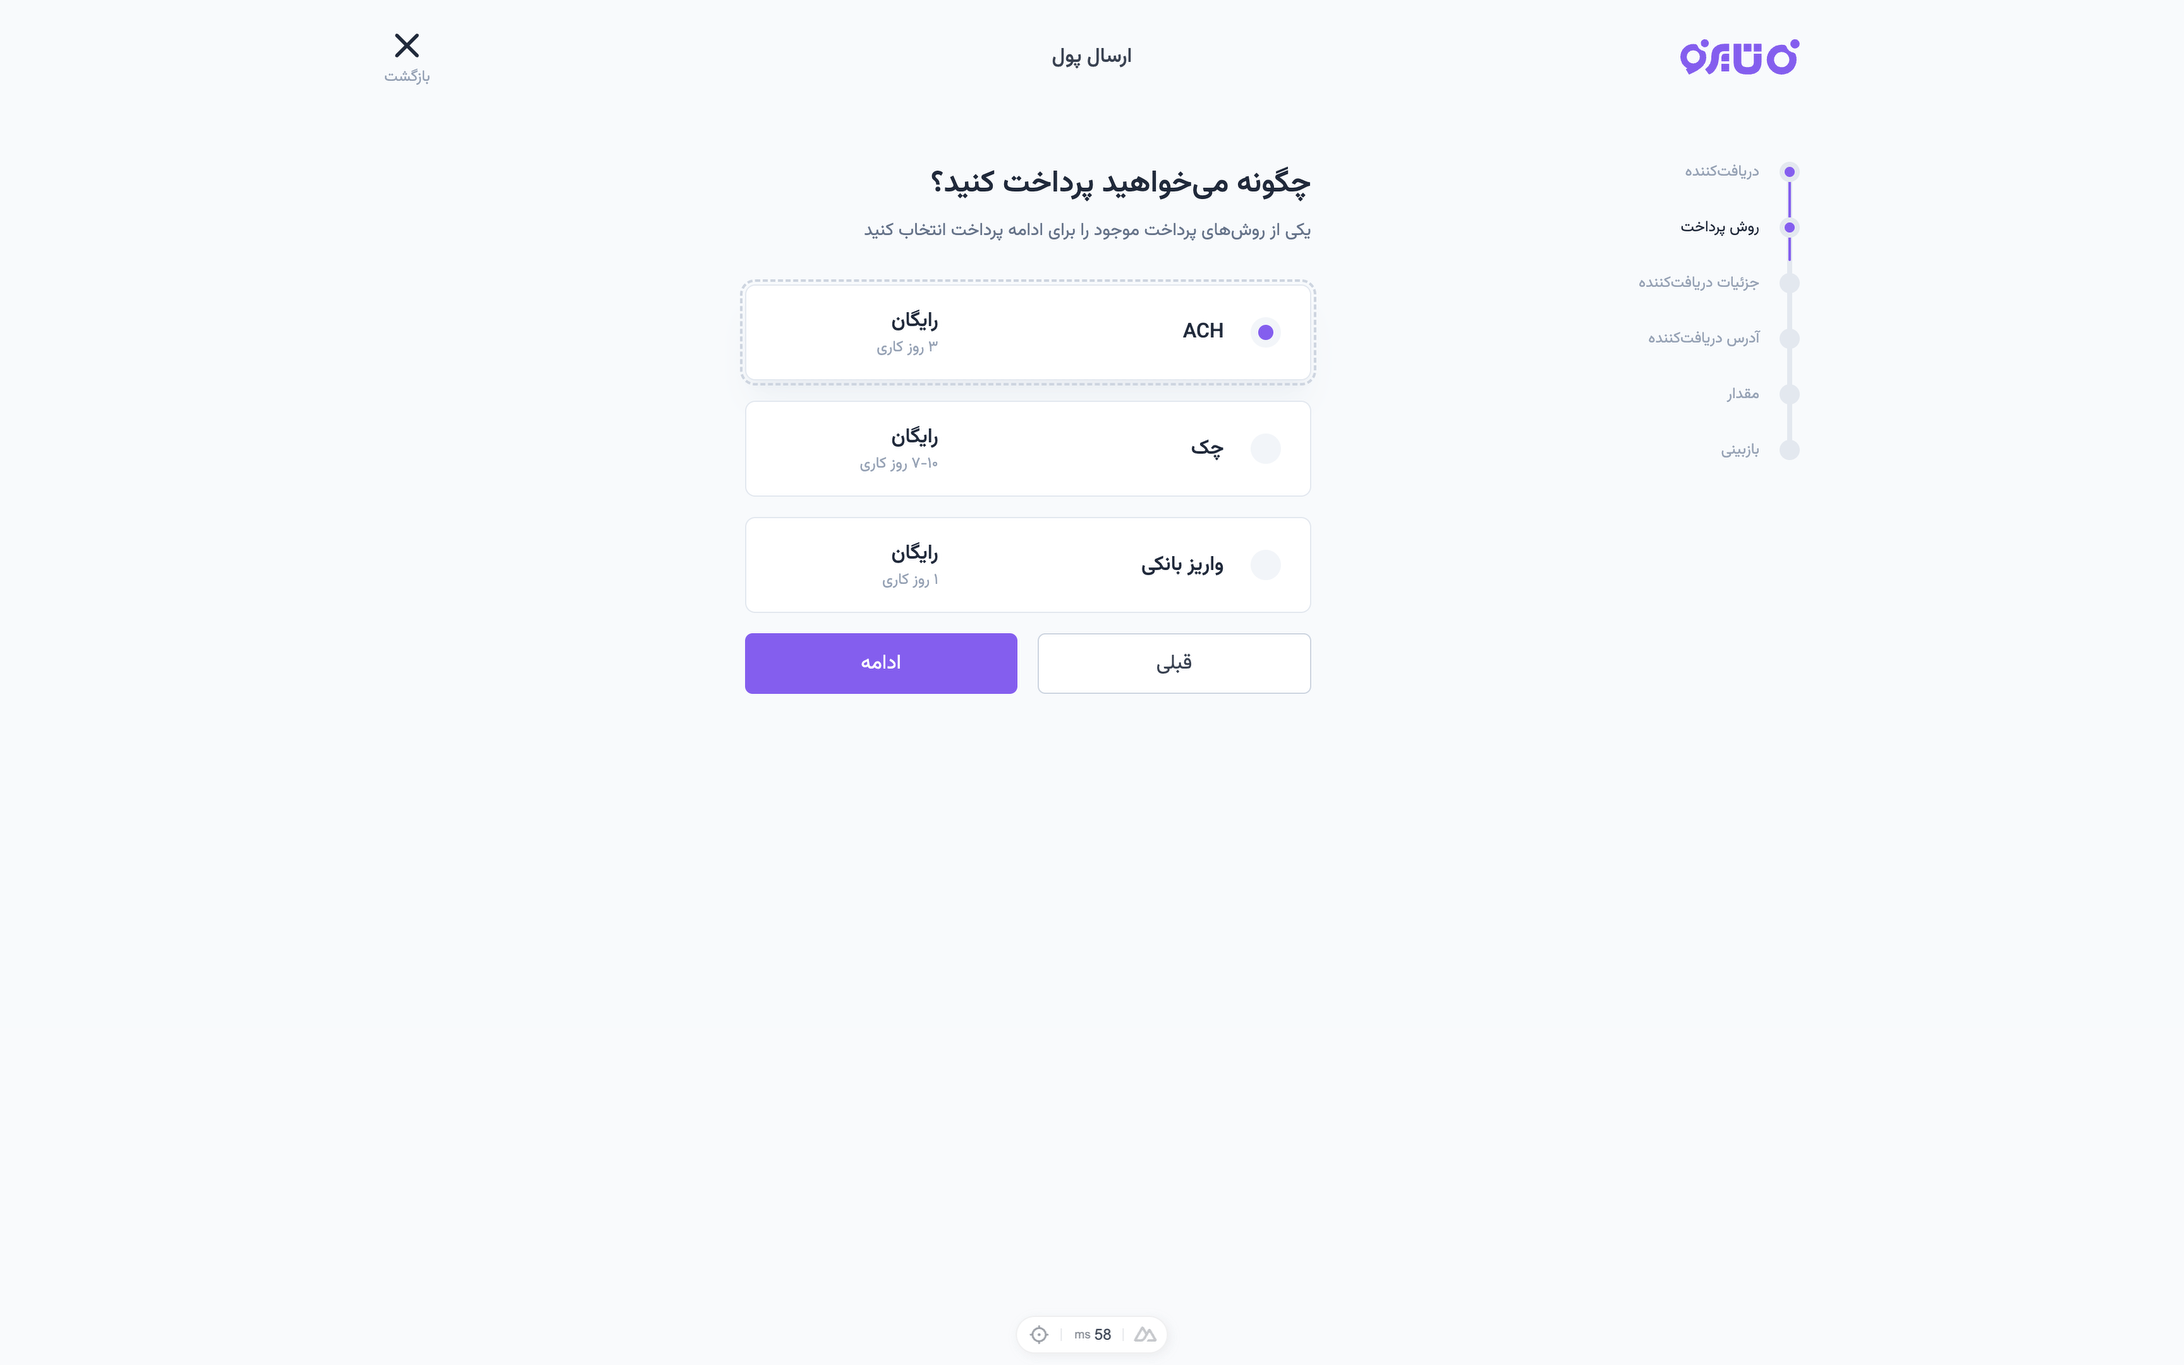 ارسال پول
بازگشت
دریافت‌کننده
روش پرداخت
جزئیات دریافت‌کننده
آدرس دریافت‌کننده
مقدار
بازبینی
چگونه می‌خواهید پرداخت کنید؟
یکی از روش‌های پرداخت موجود را برای ادامه پرداخت انتخاب کنید
ACH
رایگان
۳ روز کاری
چک
رایگان
۷-۱۰ روز کاری
واریز بانکی
رایگان
۱ روز کاری
قبلی
ادامه
58 ms